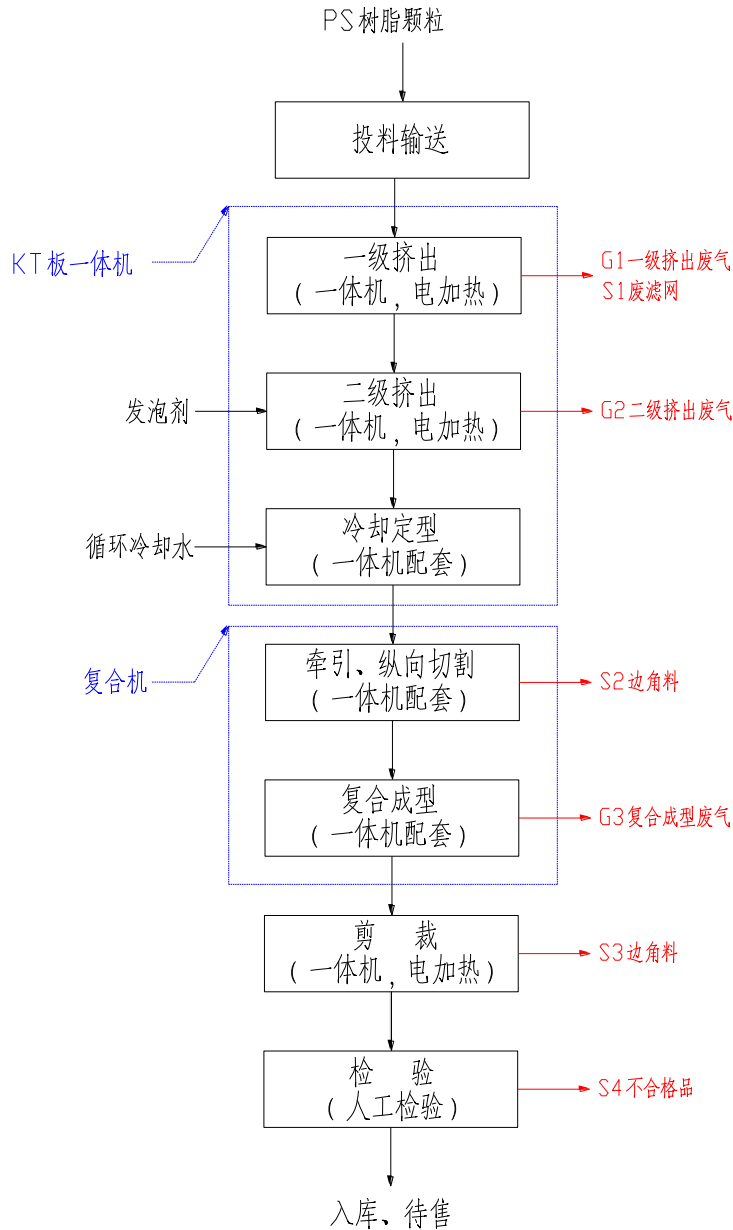 PS树脂颗粒
投料输送
KT板一体机
一级挤出
(一体机,电加热)
G1一级挤出废气
S1废滤网
发泡剂
二级挤出
(一体机,电加热)
G2二级挤出废气
循环冷却水
冷却定型
(一体机配套)
复合机
牵引、纵向切割
(一体机配套)
S2边角料
复合成型
(一体机配套)
G3复合成型废气
剪 裁
(一体机,电加热)
S3边角料
检 验
(人工检验)
S4不合格品
入库、待售